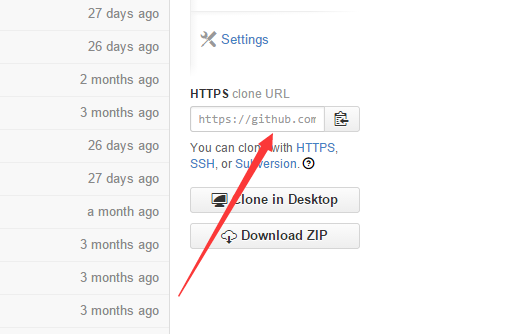 27 days ago
26 days ago
2 months ago
3 months ago
26 days ago
27 days ago
a month ago
3 months ago
3 months ago
3 months ago
Settings
HTTPS clone URL
https://github.com
You can clone with HTTPS,
SSH, or Subversion.
Clone in Desktop
Download ZIP